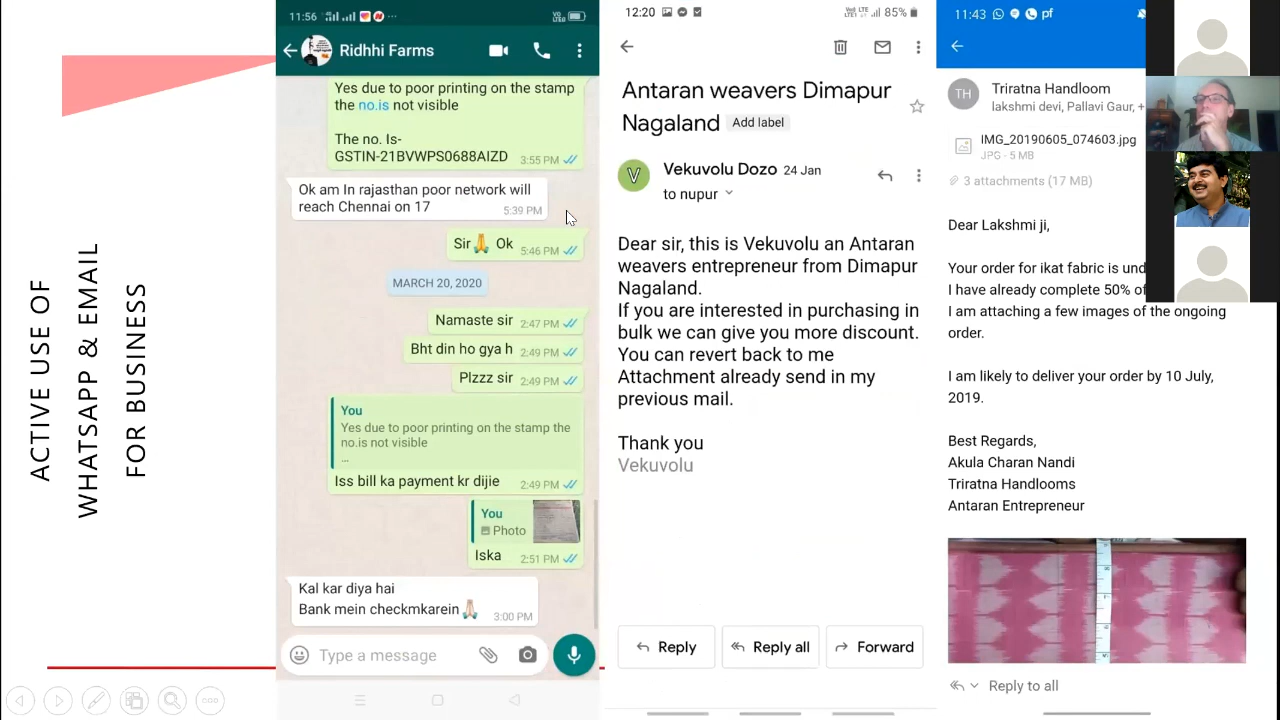 ACTIVE USE OF
WHATSAPP & EMAIL
FOR BUSINESS
11:56
Ridhhi Farms
Yes due to poor printing on the stamp
the no.is not visible
The no. Is-
GSTIN-21BVWPS0688AIZD 3:55 PM
Ok am In rajasthan poor network will
reach Chennai on 17
5:39 PM
Sir🙏 Ok 5:46 PM
MARCH 20, 2020
Namaste sir 2:47 PM
Bht din ho gya h 2:49 PM
Plzzz sir 2:49 PM
You
Yes due to poor printing on the stamp the
no.is not visible
...
Iss bill ka payment kr dijie 2:49 PM
You
Photo
Iska 2:51 PM
Kal kar diya hai
Bank mein checkmkarein🙏 3:00 PM
Type a message
12:20 85%
Antaran weavers Dimapur
Nagaland Add label
V
Vekuvolu Dozo 24 Jan
to nupur
Dear sir, this is Vekuvolu an Antaran
weavers entrepreneur from Dimapur
Nagaland.
If you are interested in purchasing in
bulk we can give you more discount.
You can revert back to me
Attachment already send in my
previous mail.
Thank you
Vekuvolu
Reply
Reply all
Forward
11:43 pf
TH
Triratna Handloom
lakshmi devi, Pallavi Gaur, +
IMG_20190605_074603.jpg
JPG - 5 MB
3 attachments (17 MB)
Dear Lakshmi ji,
Your order for ikat fabric is und
I have already complete 50% of
I am attaching a few images of the ongoing
order.
I am likely to deliver your order by 10 July,
2019.
Best Regards,
Akula Charan Nandi
Triratna Handlooms
Antaran Entrepreneur
Reply to all